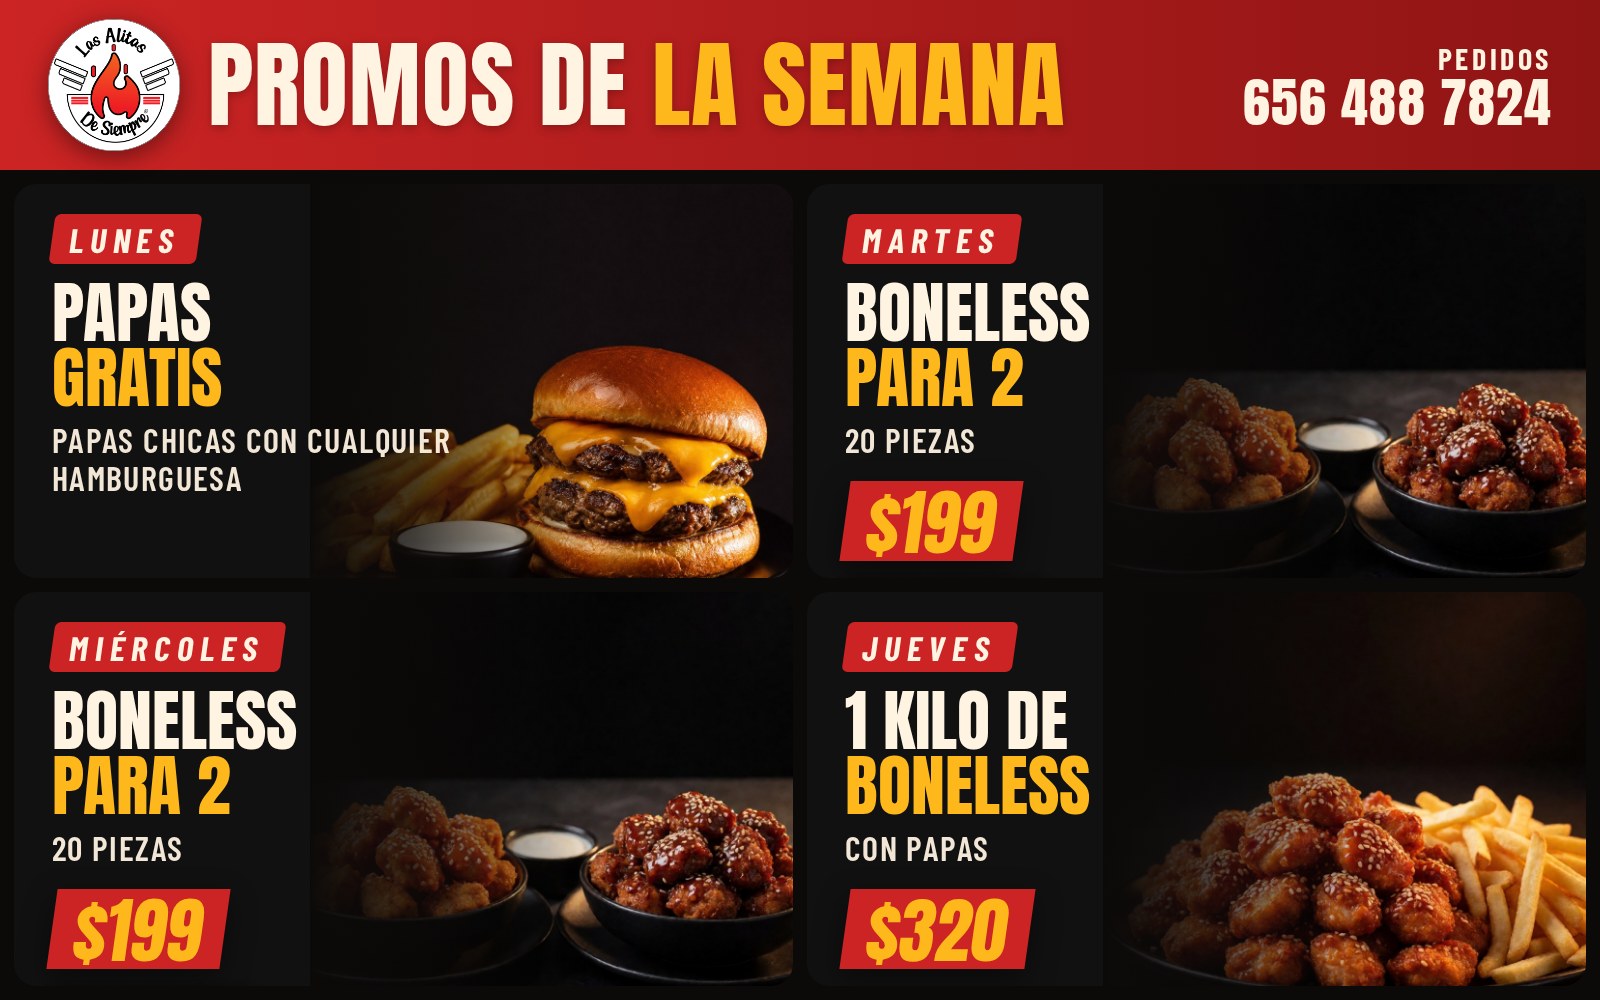 Las Alitas
De Siempre
PROMOS DE LA SEMANA
PEDIDOS
656 488 7824
LUNES
PAPAS
GRATIS
PAPAS CHICAS CON CUALQUIER
HAMBURGUESA
MARTES
BONELESS
PARA 2
20 PIEZAS
$199
MIÉRCOLES
BONELESS
PARA 2
20 PIEZAS
$199
JUEVES
1 KILO DE
BONELESS
CON PAPAS
$320